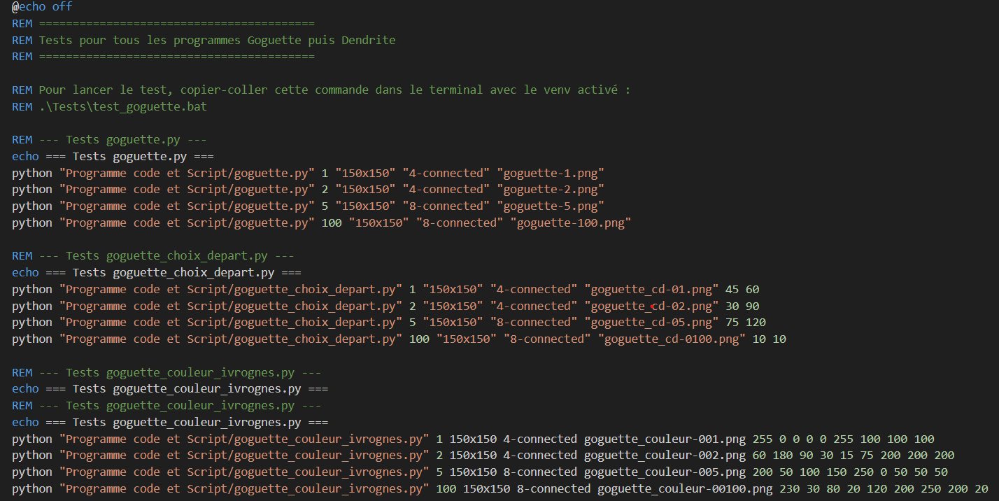 @echo off
REM =========================================
REM Tests pour tous les programmes Goguette puis Dendrite
REM =========================================
REM Pour lancer le test, copier-coller cette commande dans le terminal avec le venv activé :
REM .\Tests\test_goguette.bat
REM --- Tests goguette.py ---
echo === Tests goguette.py ===
python "Programme code et Script/goguette.py" 1 "150x150" "4-connected" "goguette-1.png"
python "Programme code et Script/goguette.py" 2 "150x150" "4-connected" "goguette-2.png"
python "Programme code et Script/goguette.py" 5 "150x150" "8-connected" "goguette-5.png"
python "Programme code et Script/goguette.py" 100 "150x150" "8-connected" "goguette-100.png"
REM --- Tests goguette_choix_depart.py ---
echo === Tests goguette_choix_depart.py ===
python "Programme code et Script/goguette_choix_depart.py" 1 "150x150" "4-connected" "goguette_cd-01.png" 45 60
python "Programme code et Script/goguette_choix_depart.py" 2 "150x150" "4-connected" "goguette_cd-02.png" 30 90
python "Programme code et Script/goguette_choix_depart.py" 5 "150x150" "8-connected" "goguette_cd-05.png" 75 120
python "Programme code et Script/goguette_choix_depart.py" 100 "150x150" "8-connected" "goguette_cd-0100.png" 10 10
REM --- Tests goguette_couleur_ivrognes.py ---
echo === Tests goguette_couleur_ivrognes.py ===
REM --- Tests goguette_couleur_ivrognes.py ---
echo === Tests goguette_couleur_ivrognes.py ===
python "Programme code et Script/goguette_couleur_ivrognes.py" 1 150x150 4-connected goguette_couleur-001.png 255 0 0 0 0 255 100 100 100
python "Programme code et Script/goguette_couleur_ivrognes.py" 2 150x150 4-connected goguette_couleur-002.png 60 180 90 30 15 75 200 200 200
python "Programme code et Script/goguette_couleur_ivrognes.py" 5 150x150 8-connected goguette_couleur-005.png 200 50 100 150 250 0 50 50 50
python "Programme code et Script/goguette_couleur_ivrognes.py" 100 150x150 8-connected goguette_couleur-00100.png 230 30 80 20 120 200 250 200 20